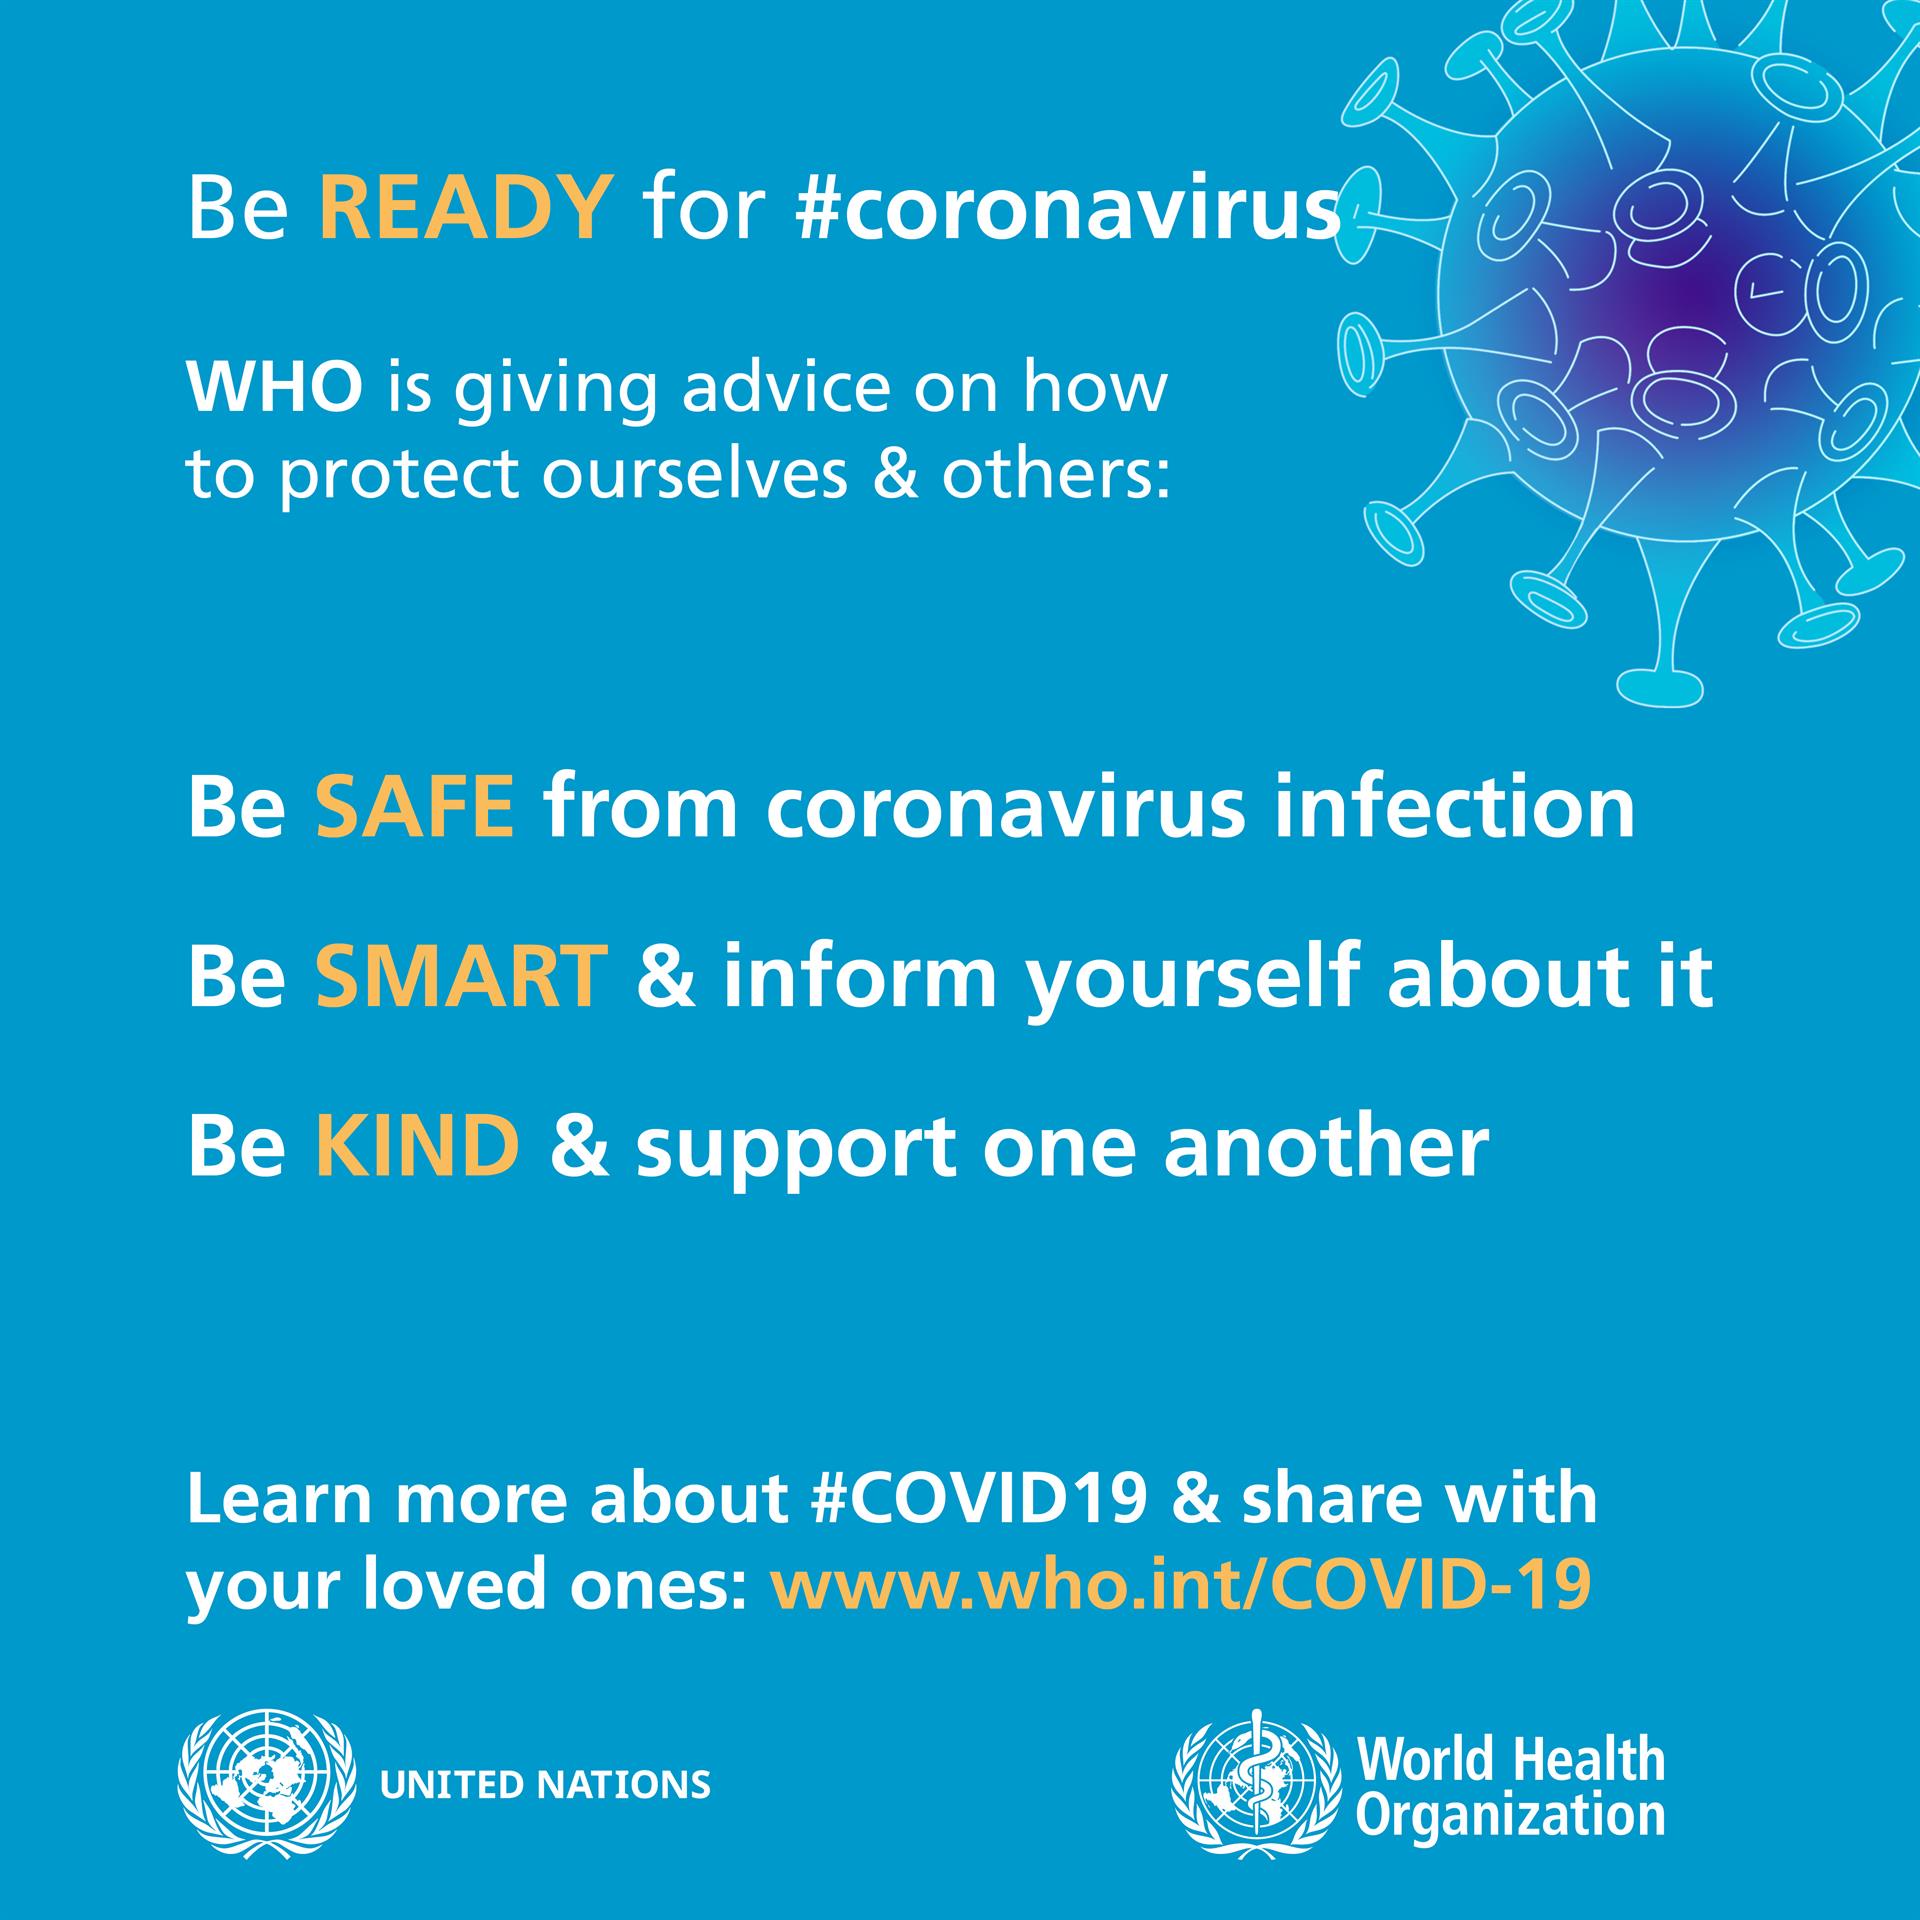 Be READY for #coronavirus
WHO is giving advice on how
to protect ourselves & others:
Be SAFE from coronavirus infection
Be SMART & inform yourself about it
Be KIND & support one another
Learn more about #COVID19 & share with
your loved ones: www.who.int/COVID-19
UNITED NATIONS
World Health
Organization